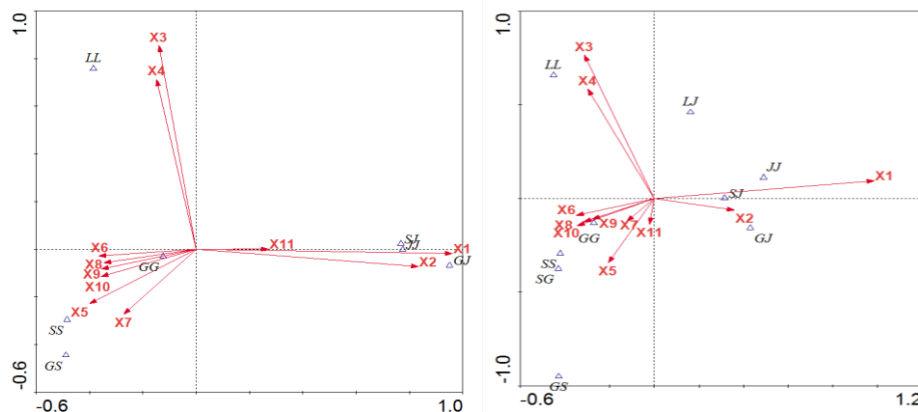 1.0
X3
LL
X4
X11
SJ
JJ
X1
X2
GJ
X6
X8
X9
GG
X10
X5
X7
SS
GS
-0.6
-0.6
1.0
1.0
X3
LL
X4
LJ
JJ
X1
SJ
X2
GJ
X6
X8
X9
X7
X10
GG
X11
SS
X5
SG
GS
-1.0
-0.6
1.2